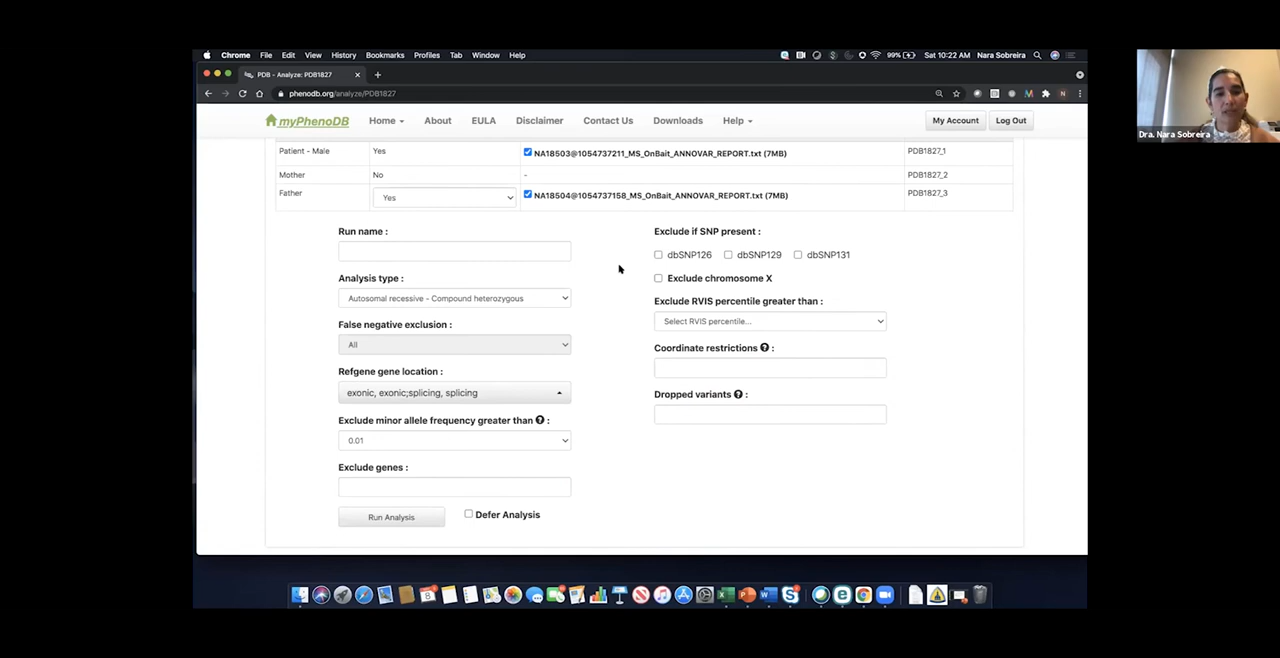 Chrome File Edit View History Bookmarks Profiles Tab Window Help 99% Sat 10:22 AM Nara Sobreira
PDB - Analyze: PDB1827
phenodb.org/analyze/PDB1827
myPhenoDB Home About EULA Disclaimer Contact Us Downloads Help My Account Log Out
Patient - Male Yes NA18503@1054737211_MS_OnBait_ANNOVAR_REPORT.txt (7MB) PDB1827_1
Mother No - PDB1827_2
Father Yes NA18504@1054737158_MS_OnBait_ANNOVAR_REPORT.txt (7MB) PDB1827_3
Run name :
Analysis type :
Autosomal recessive - Compound heterozygous
False negative exclusion :
All
Refgene gene location :
exonic, exonic;splicing, splicing
Exclude minor allele frequency greater than ? :
0.01
Exclude genes :
Run Analysis Defer Analysis
Exclude if SNP present :
dbSNP126 dbSNP129 dbSNP131
Exclude chromosome X
Exclude RVIS percentile greater than :
Select RVIS percentile...
Coordinate restrictions ? :
Dropped variants ? :
Dra. Nara Sobreira